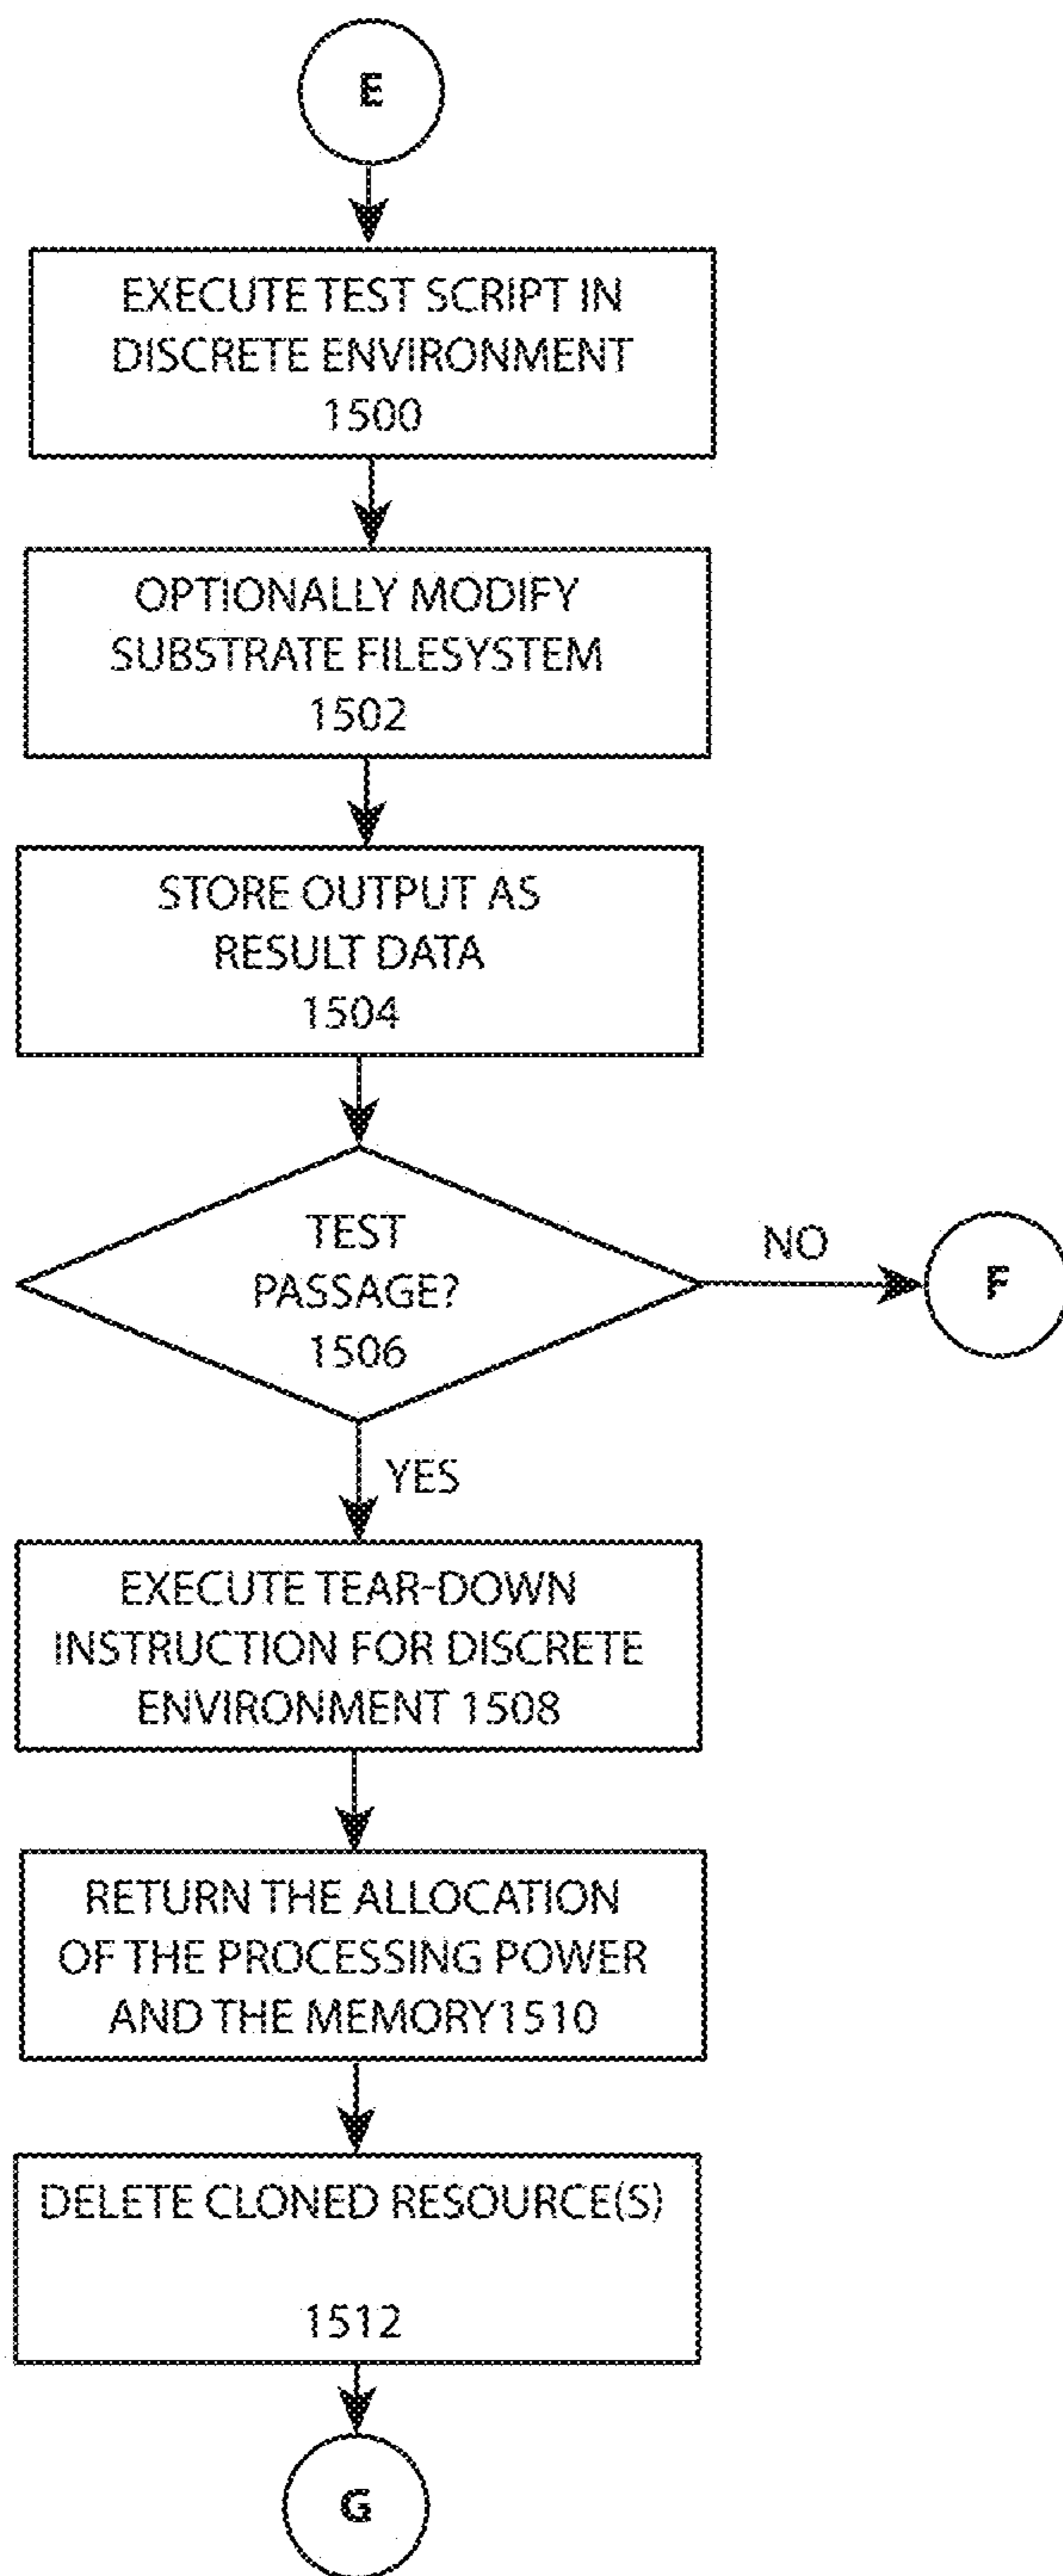 E
EXECUTE TEST SCRIPT IN
DISCRETE ENVIRONMENT
1500
OPTIONALLY MODIFY
SUBSTRATE FILESYSTEM
1502
STORE OUTPUT AS
RESULT DATA
1504
TEST
PASSAGE?
1506
NO
F
YES
EXECUTE TEAR-DOWN
INSTRUCTION FOR DISCRETE
ENVIRONMENT 1508
RETURN THE ALLOCATION
OF THE PROCESSING POWER
AND THE MEMORY1510
DELETE CLONED RESOURCE(S)
1512
G